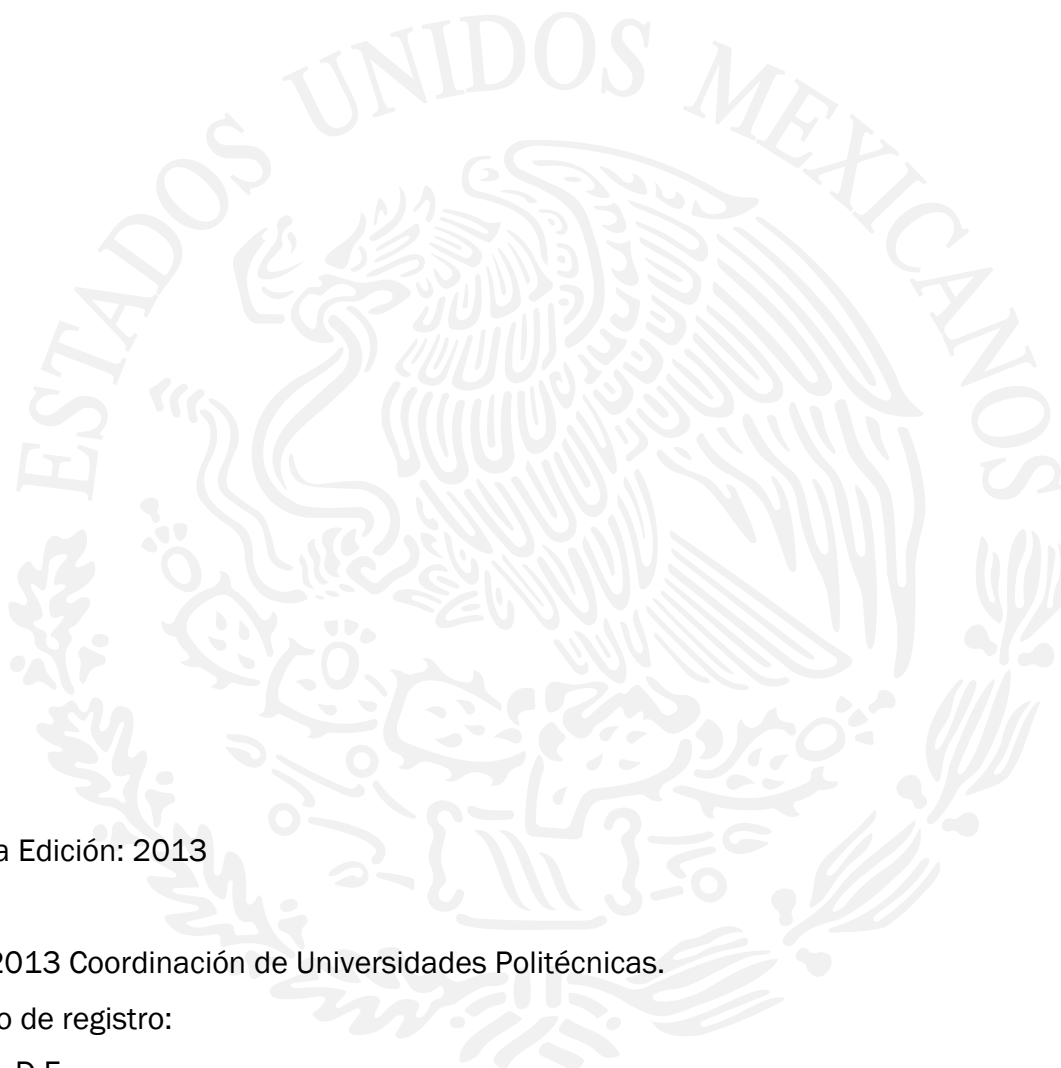 ESTADOS UNIDOS MEXICANOS
a Edición: 2013
2013 Coordinación de Universidades Politécnicas.
o de registro:
D.F.